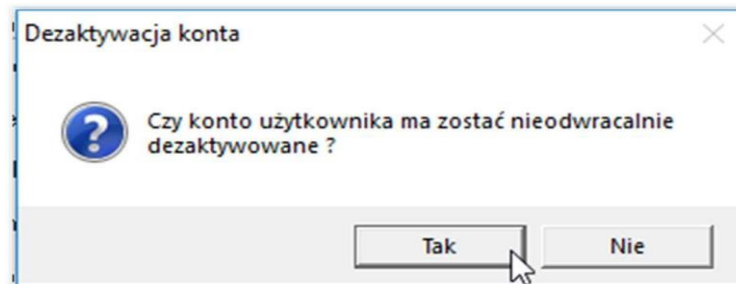 Dezaktywacja konta
Czy konto użytkownika ma zostać nieodwracalnie
dezaktywowane ?
Tak
Nie